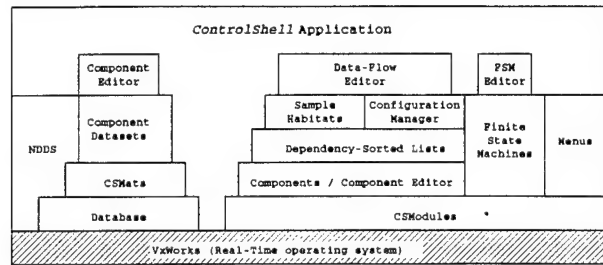 ControlShell Application
Component
Editor
Data-Flow
Editor
FSM
Editor
NDDS
Component
Datasets
Sample
Habitats
Configuration
Manager
Finite
State
Machines
Menus
Dependency-Sorted Lists
CSMats
Components / Component Editor
Database
CSModules
VxWorks (Real-Time operating system)